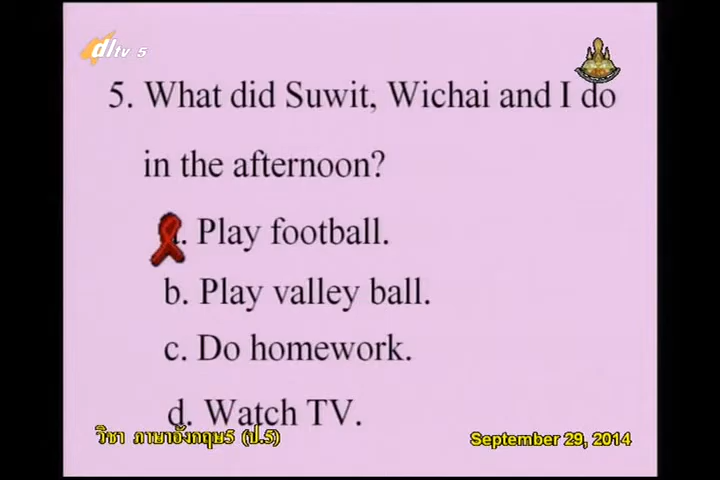 dltv 5
5. What did Suwit, Wichai and I do
in the afternoon?
a. Play football.
b. Play valley ball.
c. Do homework.
d. Watch TV.
วิชา ภาษาอังกฤษ5 (ป.5)
September 29, 2014